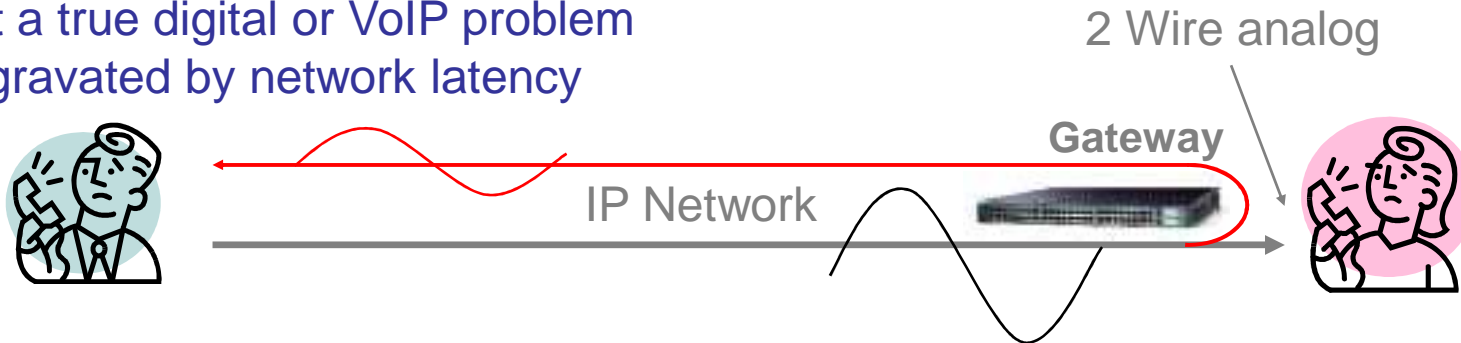 a true digital or VoIP problem
gravated by network latency
2 Wire analog
Gateway
IP Network